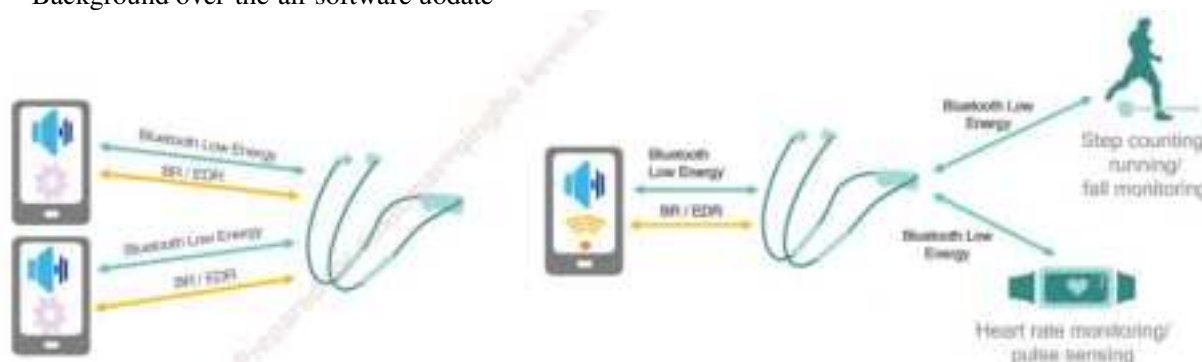 Background over the air software uodate
Bluetooth Low Energy
BR / EDR
Bluetooth Low Energy
BR / EDR
Bluetooth
Low Energy
BR / EDR
Bluetooth Low
Energy
Step counting
running/
fall monitoring
Bluetooth Low
Energy
Heart rate monitoring/
pulse sensing